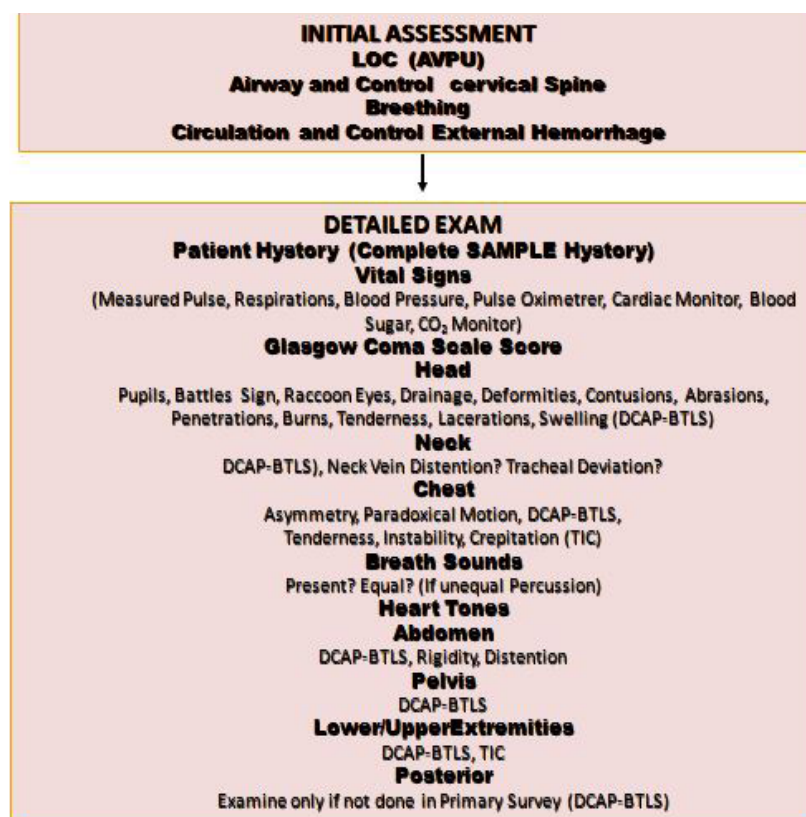 INITIAL ASSESSMENT
LOC (AVPU)
Airway and Control cervical Spine
Breething
Circulation and Control External Hemorrhage
DETAILED EXAM
Patient Hystory (Complete SAMPLE Hystory)
Vital Signs
(Measured Pulse, Respirations, Blood Pressure, Pulse Oximetrer, Cardiac Monitor, Blood
Sugar, CO₂ Monitor)
Glasgow Coma Scale Score
Head
Pupils, Battles Sign, Raccoon Eyes, Drainage, Deformities, Contusions, Abrasions,
Penetrations, Burns, Tenderness, Lacerations, Swelling (DCAP-BTLS)
Neck
DCAP-BTLS), Neck Vein Distention? Tracheal Deviation?
Chest
Asymmetry, Paradoxical Motion, DCAP-BTLS,
Tenderness, Instability, Crepitation (TIC)
Breath Sounds
Present? Equal? (If unequal Percussion)
Heart Tones
Abdomen
DCAP-BTLS, Rigidity, Distention
Pelvis
DCAP-BTLS
Lower/UpperExtremities
DCAP-BTLS, TIC
Posterior
Examine only if not done in Primary Survey (DCAP-BTLS)